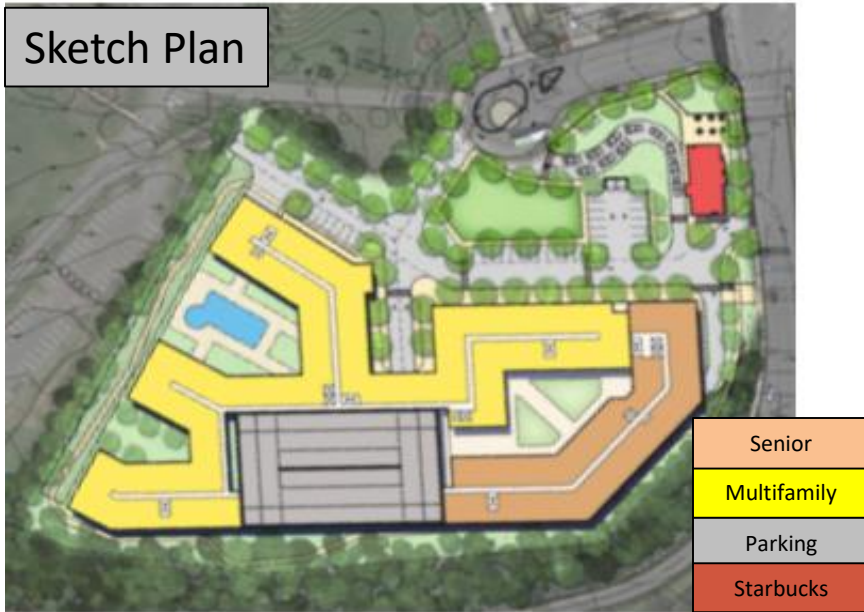 Sketch Plan
Senior
Multifamily
Parking
Starbucks